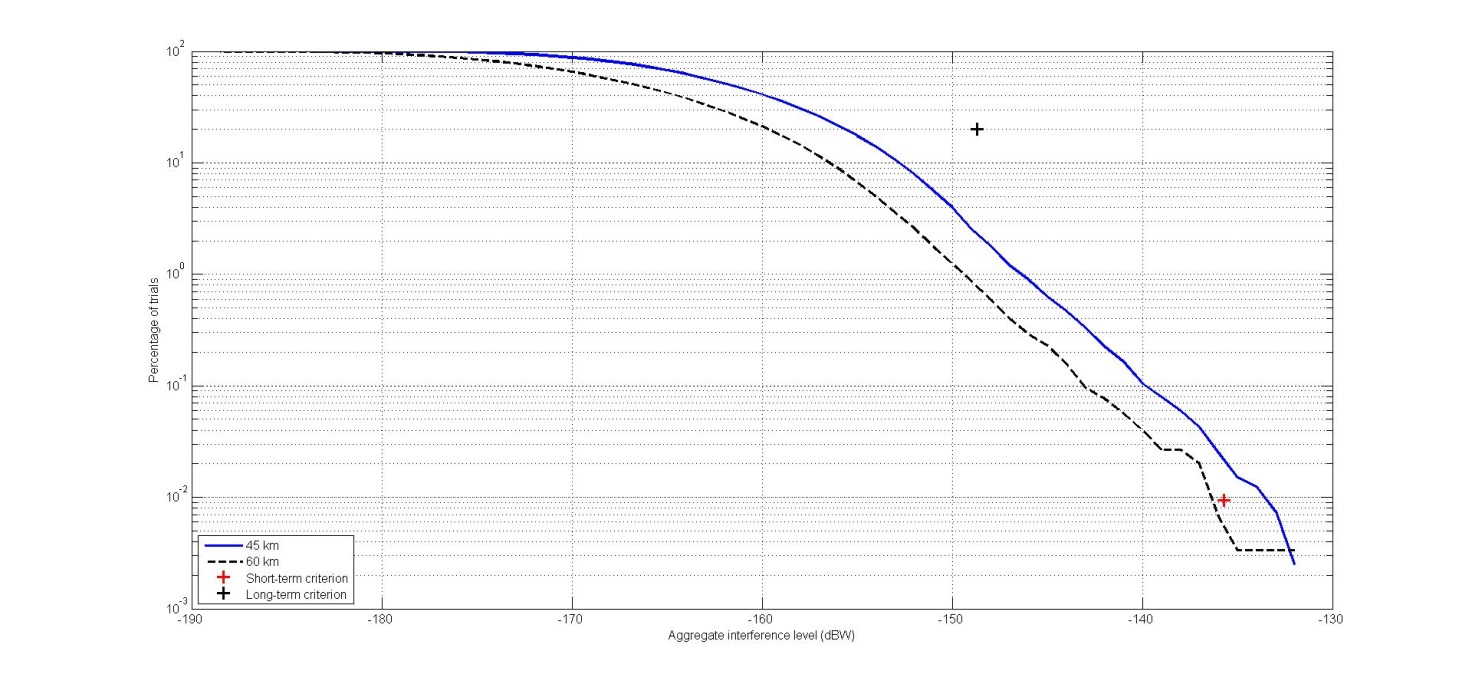 10^2
10^1
10^0
10^-1
10^-2
10^-3
Percentage of trials
45 km
60 km
Short-term criterion
Long-term criterion
-190 -180 -170 -160 -150 -140 -130
Aggregate interference level (dBW)